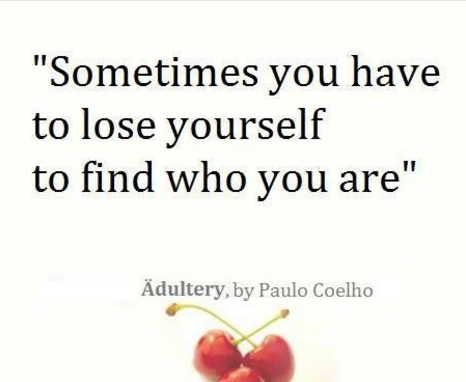 "Sometimes you have
to lose yourself
to find who you are"
Ädultery, by Paulo Coelho